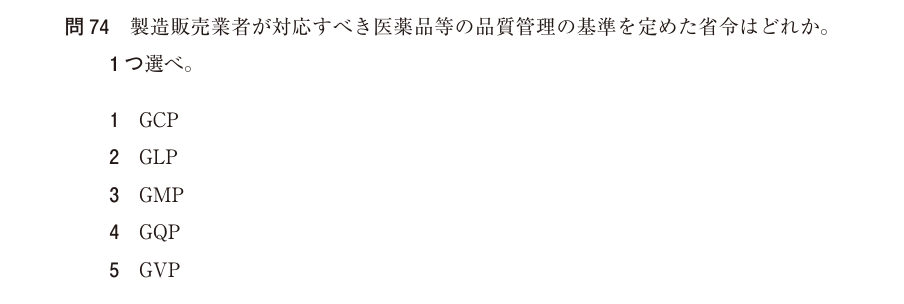 問74 製造販売業者が対応すべき医薬品等の品質管理の基準を定めた省令はどれか。
1つ選べ。
1 GCP
2 GLP
3 GMP
4 GQP
5 GVP